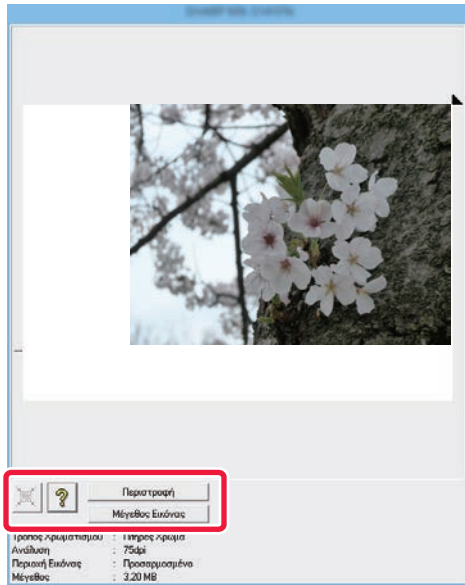 Περιστροφή
Μέγεθος Εικόνας
Τρόπος Χρωματισμού : Πλήρες Χρώμα
Ανάλυση : 75dpi
Περιοχή Εικόνας : Προσαρμοσμένο
Μέγεθος : 3,20 MB